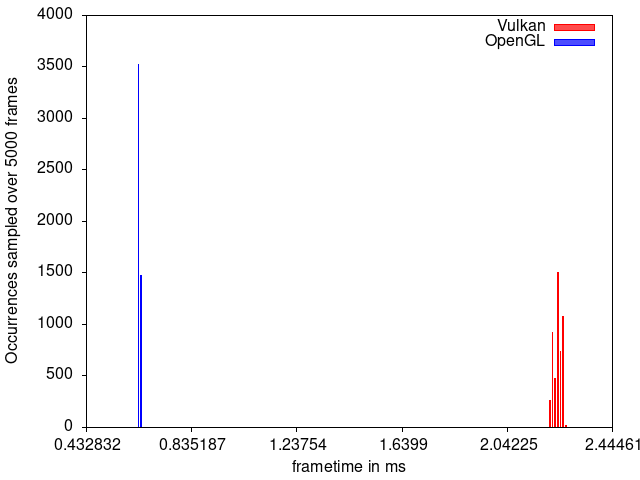 Vulkan
OpenGL
Occurrences sampled over 5000 frames
4000
3500
3000
2500
2000
1500
1000
500
0
0.432832 0.835187 1.23754 1.6399 2.04225 2.44461
frametime in ms